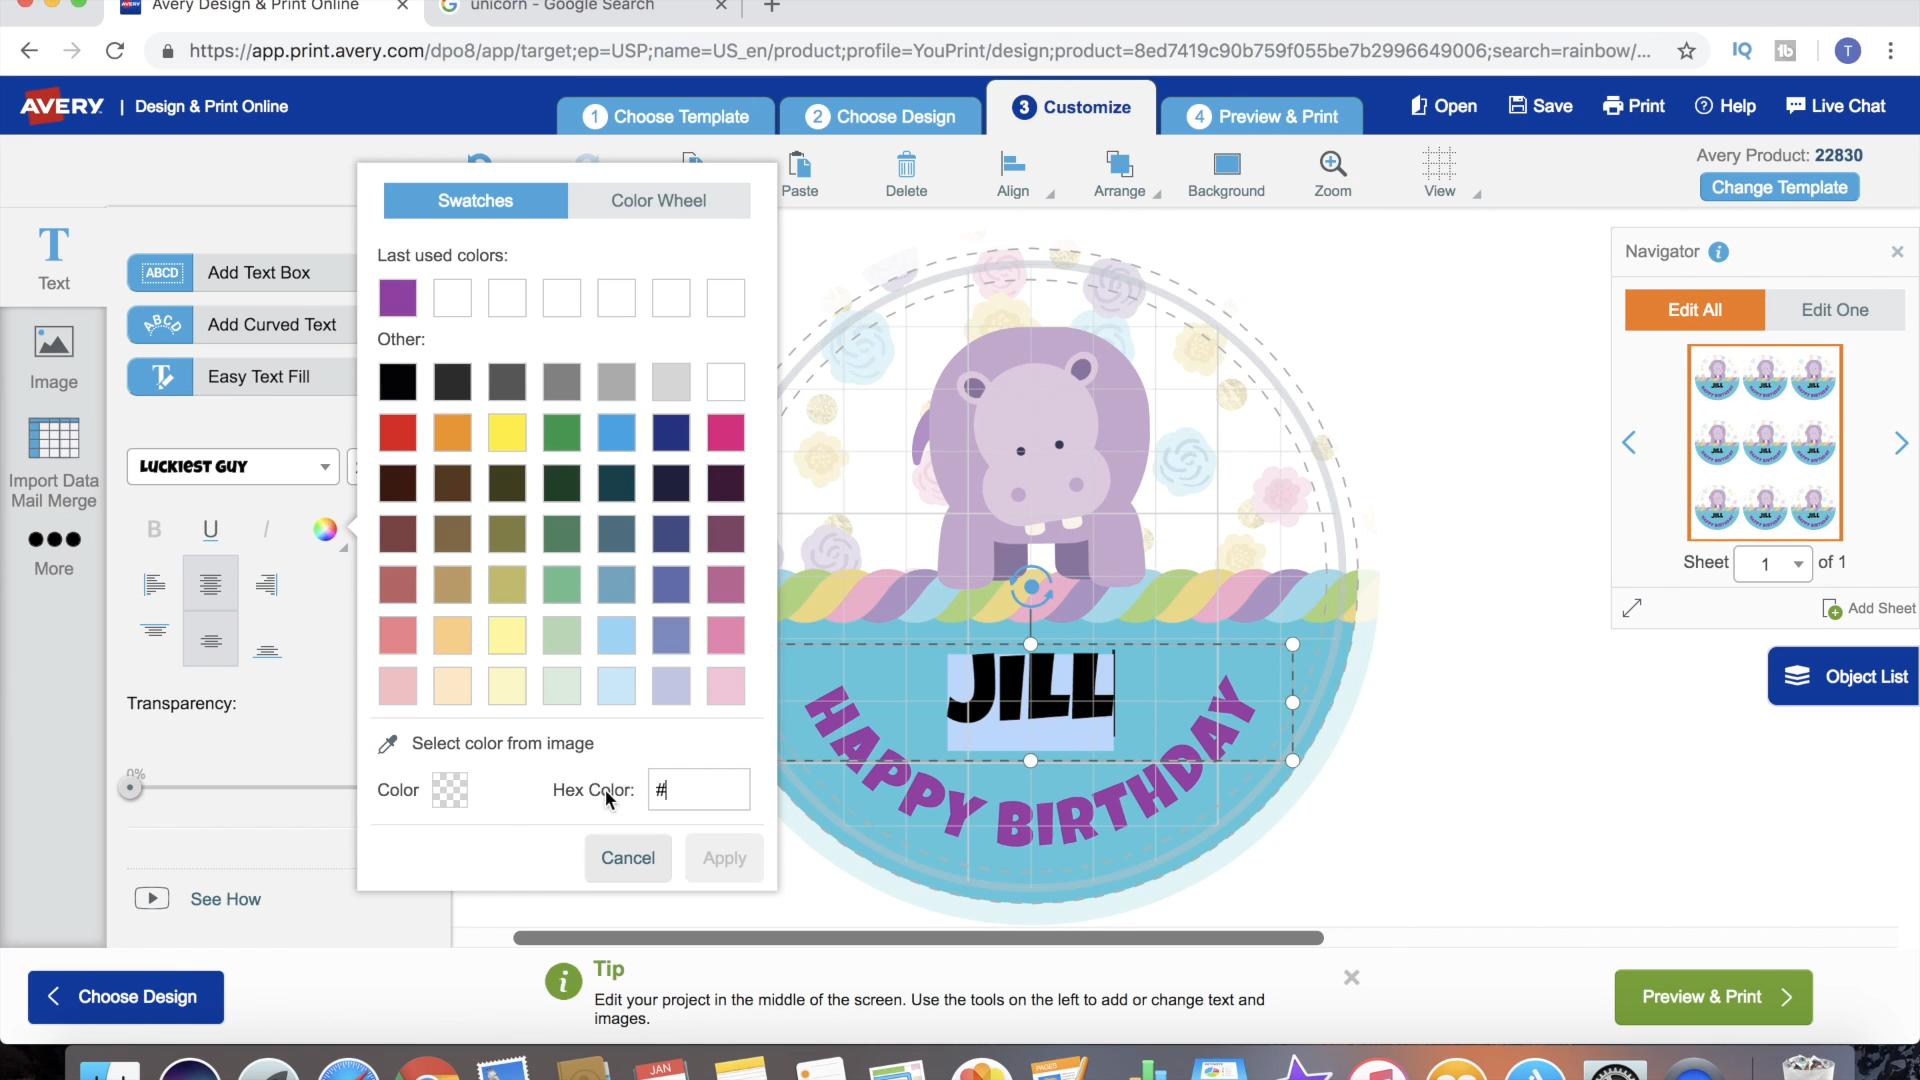 Avery Design & Print Online
unicorn - Google Search
https://app.print.avery.com/dpo8/app/target;ep=USP;name=US_en/product;profile=YouPrint/design;product=8ed7419c90b759f055be7b2996649006;search=rainbow/...
IQ
tb
T
AVERY | Design & Print Online
1 Choose Template
2 Choose Design
3 Customize
4 Preview & Print
Open
Save
Print
Help
Live Chat
Paste
Delete
Align
Arrange
Background
Zoom
View
Avery Product: 22830
Change Template
Text
Image
Import Data
Mail Merge
More
ABCD Add Text Box
ABCD Add Curved Text
Easy Text Fill
LUCKIEST GUY
B U I
Transparency:
0%
See How
Swatches
Color Wheel
Last used colors:
Other:
Select color from image
Color
Hex Color: #
Cancel
Apply
JILL
HAPPY BIRTHDAY
Navigator
Edit All
Edit One
Sheet 1 of 1
Add Sheet
Object List
Choose Design
Tip
Edit your project in the middle of the screen. Use the tools on the left to add or change text and
images.
Preview & Print
JAN
PAGES